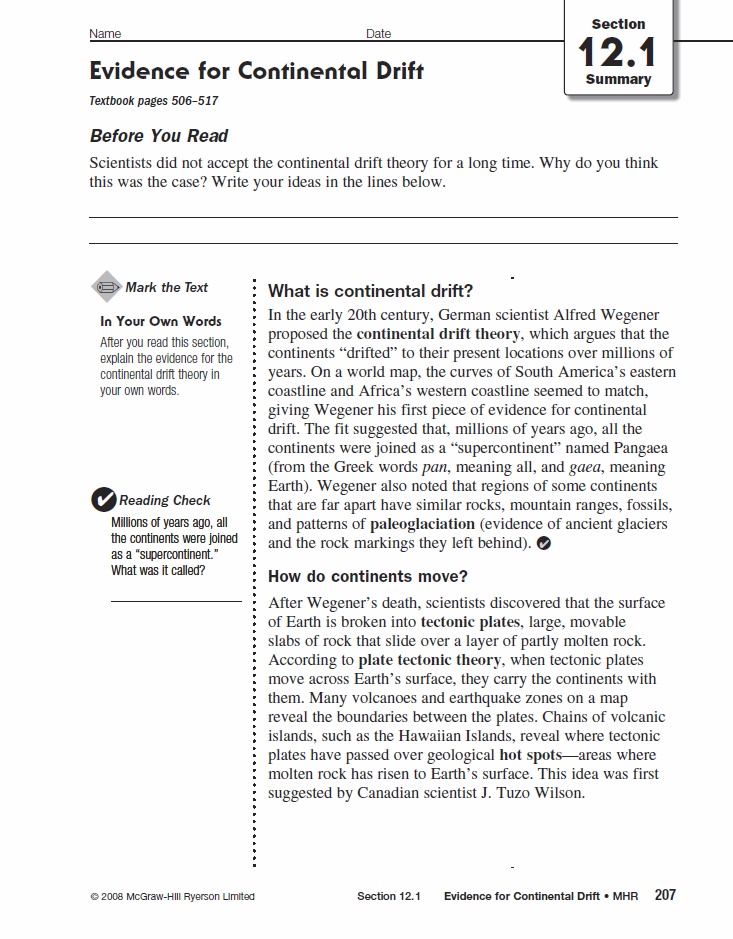 Name Date
Section
12.1
Summary
Evidence for Continental Drift
Textbook pages 506–517
Before You Read
Scientists did not accept the continental drift theory for a long time. Why do you think
this was the case? Write your ideas in the lines below.
Mark the Text
In Your Own Words
After you read this section,
explain the evidence for the
continental drift theory in
your own words.
Reading Check
Millions of years ago, all
the continents were joined
as a “supercontinent.”
What was it called?
What is continental drift?
In the early 20th century, German scientist Alfred Wegener
proposed the continental drift theory, which argues that the
continents “drifted” to their present locations over millions of
years. On a world map, the curves of South America’s eastern
coastline and Africa’s western coastline seemed to match,
giving Wegener his first piece of evidence for continental
drift. The fit suggested that, millions of years ago, all the
continents were joined as a “supercontinent” named Pangaea
(from the Greek words pan, meaning all, and gaea, meaning
Earth). Wegener also noted that regions of some continents
that are far apart have similar rocks, mountain ranges, fossils,
and patterns of paleoglaciation (evidence of ancient glaciers
and the rock markings they left behind).
How do continents move?
After Wegener’s death, scientists discovered that the surface
of Earth is broken into tectonic plates, large, movable
slabs of rock that slide over a layer of partly molten rock.
According to plate tectonic theory, when tectonic plates
move across Earth’s surface, they carry the continents with
them. Many volcanoes and earthquake zones on a map
reveal the boundaries between the plates. Chains of volcanic
islands, such as the Hawaiian Islands, reveal where tectonic
plates have passed over geological hot spots—areas where
molten rock has risen to Earth’s surface. This idea was first
suggested by Canadian scientist J. Tuzo Wilson.
© 2008 McGraw-Hill Ryerson Limited Section 12.1 Evidence for Continental Drift • MHR 207